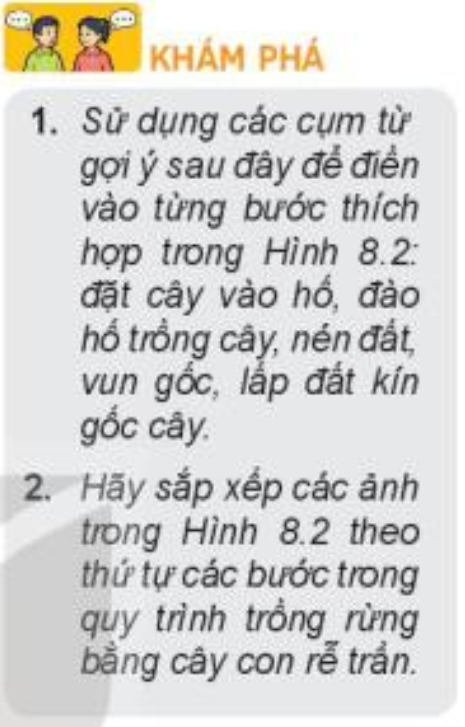 KHÁM PHÁ
1. Sử dụng các cụm từ
gợi ý sau đây để điền
vào từng bước thích
hợp trong Hình 8.2:
đặt cây vào hố, đào
hố trồng cây, nén đất,
vun gốc, lấp đất kín
gốc cây.
2. Hãy sắp xếp các ảnh
trong Hình 8.2 theo
thứ tự các bước trong
quy trình trồng rừng
bằng cây con rễ trần.